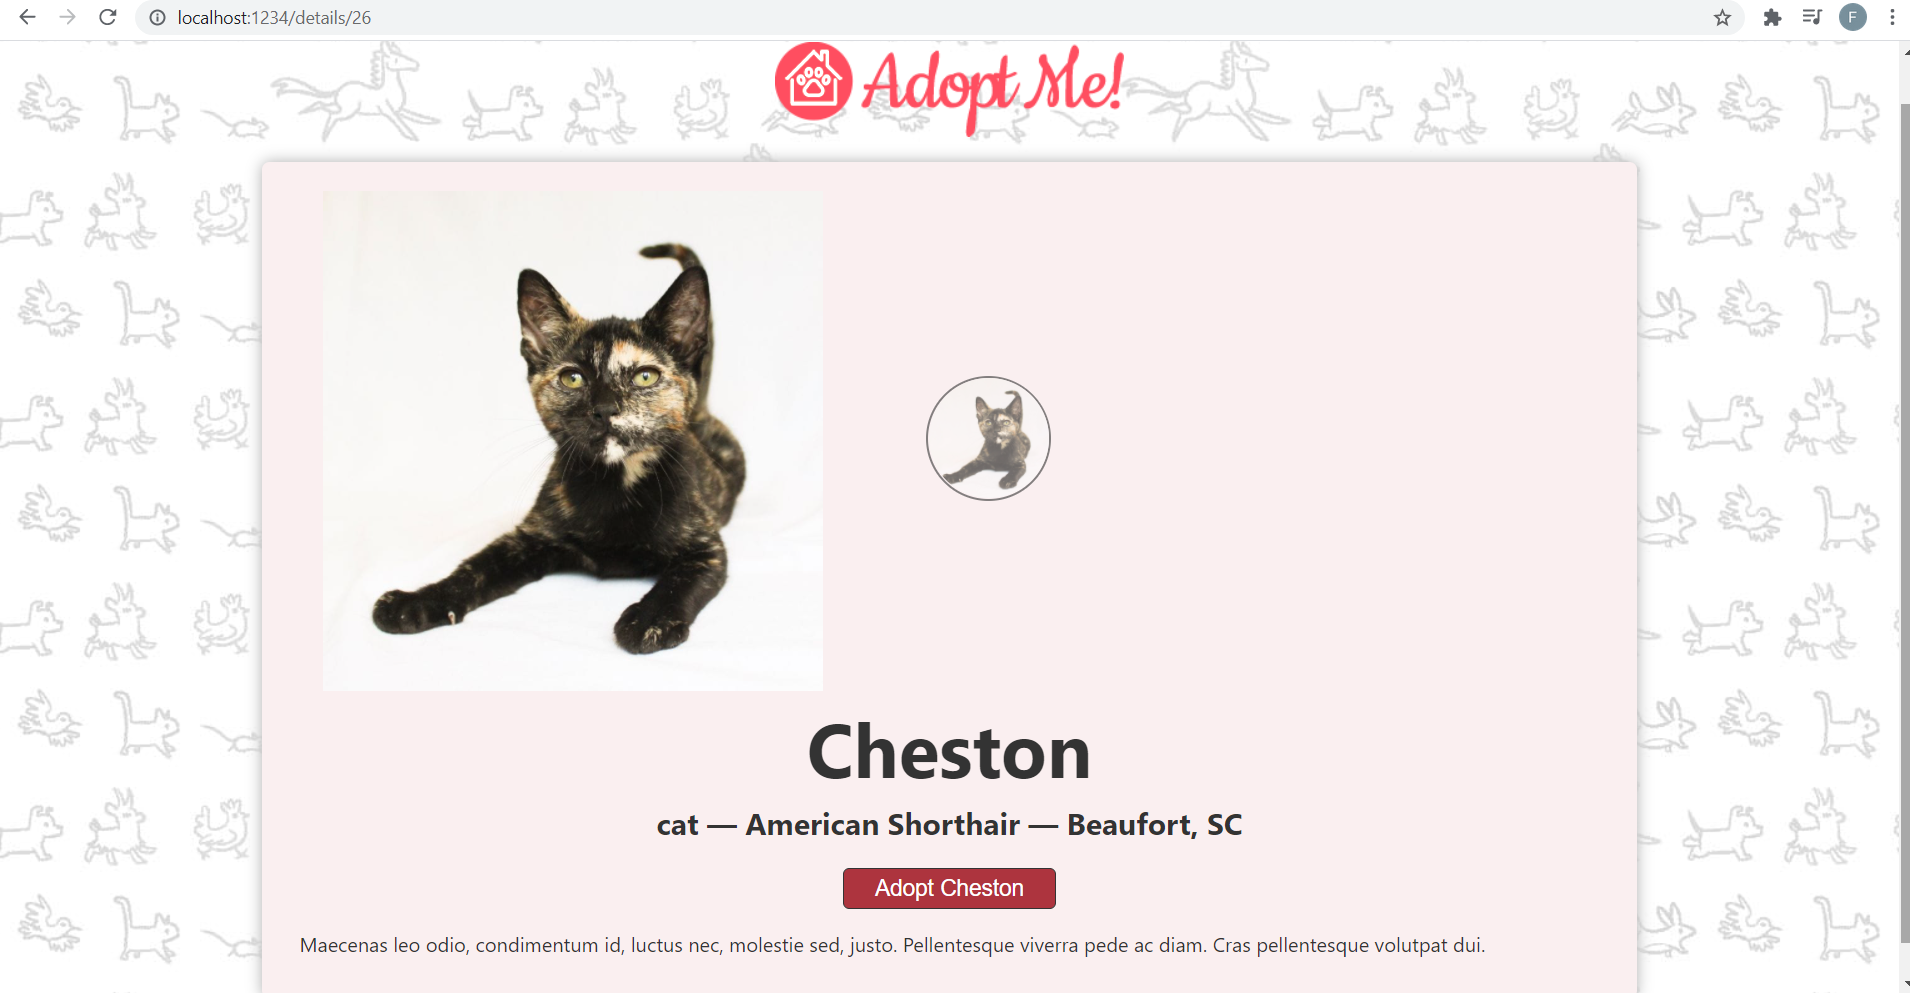 localhost:1234/details/26
F
Adopt Me!
Cheston
cat — American Shorthair — Beaufort, SC
Adopt Cheston
Maecenas leo odio, condimentum id, luctus nec, molestie sed, justo. Pellentesque viverra pede ac diam. Cras pellentesque volutpat dui.